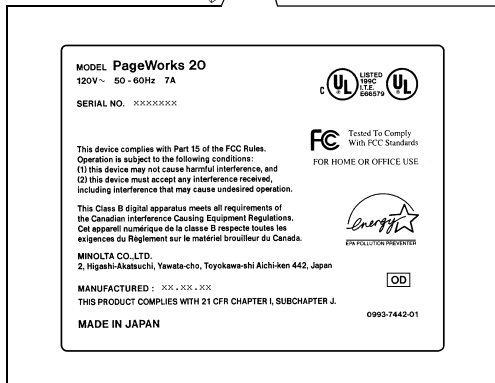 MODEL PageWorks 20
120V~ 50-60Hz 7A
SERIAL NO. XXXXXXX
C UL ® LISTED 199C I.T.E. E66579 UL ®
FC Tested To Comply
With FCC Standards
FOR HOME OR OFFICE USE
This device complies with Part 15 of the FCC Rules.
Operation is subject to the following conditions:
(1) this device may not cause harmful interference, and
(2) this device must accept any interference received,
including interference that may cause undesired operation.
This Class B digital apparatus meets all requirements of
the Canadian interference Causing Equipment Regulations.
Cet apparéil numérique de la classe B respecte toutes les
exigences du Règlement sur le matériel brouilleur du Canada.
energy
EPA POLLUTION PREVENTER
MINOLTA CO.,LTD.
2, Higashi-Akatsuchi, Yawata-cho, Toyokawa-shi Aichi-ken 442, Japan
MANUFACTURED : XX.XX.XX
OD
THIS PRODUCT COMPLIES WITH 21 CFR CHAPTER I, SUBCHAPTER J.
0993-7442-01
MADE IN JAPAN